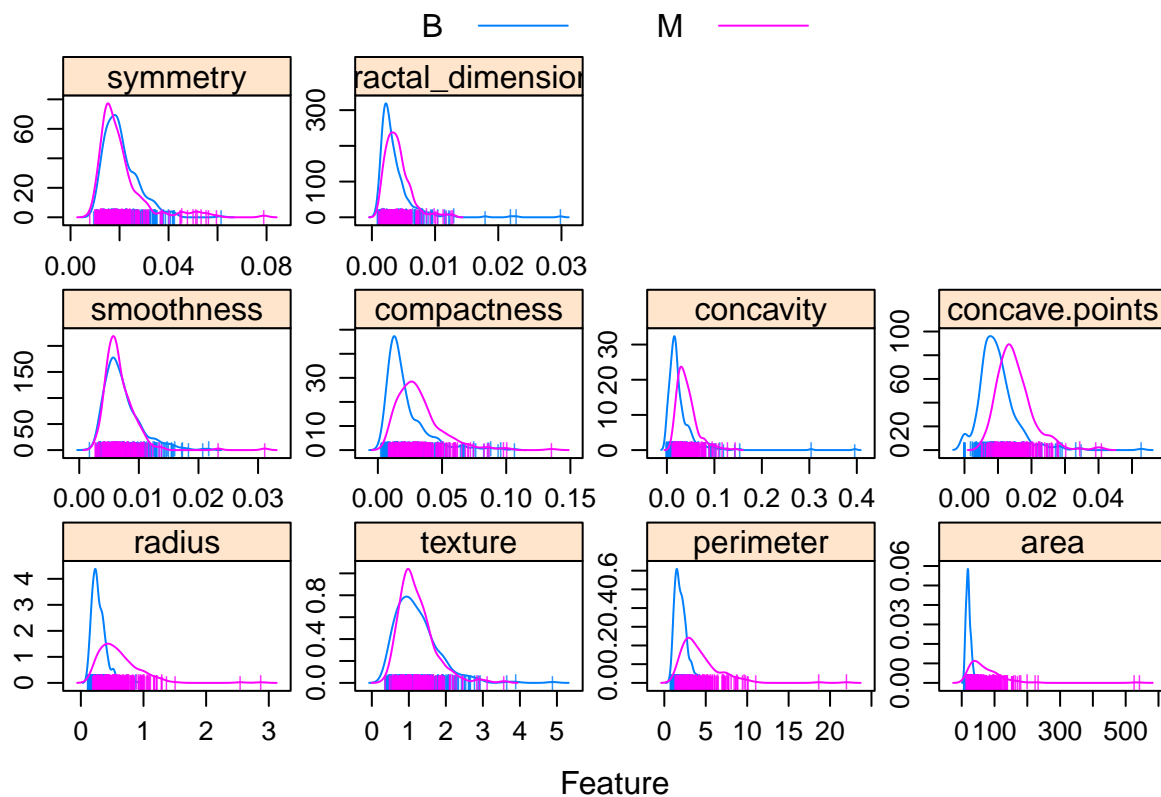 B M
symmetry ractal_dimension
0 20 60
0 100 300
0.00 0.04 0.08
0.00 0.01 0.02 0.03
smoothness compactness concavity concave.points
0 50 150
0 10 30
0 10 20 30
0 20 60 100
0.00 0.01 0.02 0.03
0.00 0.05 0.10 0.15
0.0 0.1 0.2 0.3 0.4
0.00 0.02 0.04
radius texture perimeter area
0 1 2 3 4
0.0 0.4 0.8
0.0 0.2 0.4 0.6
0.00 0.03 0.06
0 1 2 3
0 1 2 3 4 5
0 5 10 20
0 100 300 500
Feature